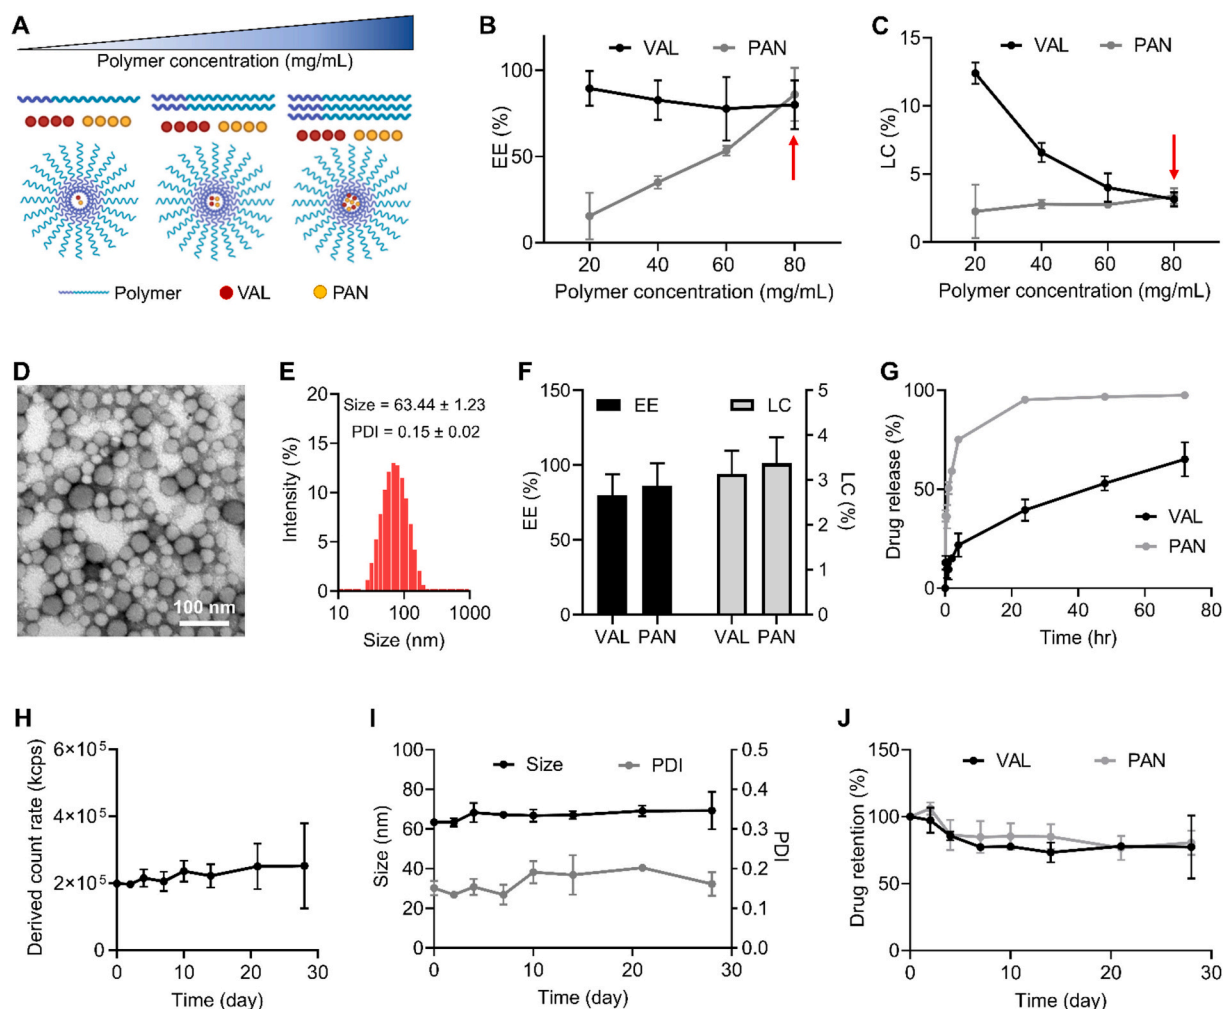 A
Polymer concentration (mg/mL)
Polymer
VAL
PAN
B
VAL
PAN
EE (%)
100
50
0
20 40 60 80
Polymer concentration (mg/mL)
C
VAL
PAN
LC (%)
15
10
5
0
20 40 60 80
Polymer concentration (mg/mL)
D
100 nm
E
Size = 63.44 ± 1.23
PDI = 0.15 ± 0.02
Intensity (%)
20
15
10
5
0
10 100 1000
Size (nm)
F
EE
LC
EE (%)
150
100
50
0
5
4
3
2
1
0
LC (%)
VAL PAN VAL PAN
G
Drug release (%)
100
50
0
VAL
PAN
0 20 40 60 80
Time (hr)
H
Derived count rate (kcps)
6×10⁵
4×10⁵
2×10⁵
0
0 10 20 30
Time (day)
I
Size
PDI
Size (nm)
100
80
60
40
20
0
0.5
0.4
0.3
0.2
0.1
0.0
PDI
0 10 20 30
Time (day)
J
VAL
PAN
Drug retention (%)
150
100
50
0
0 10 20 30
Time (day)